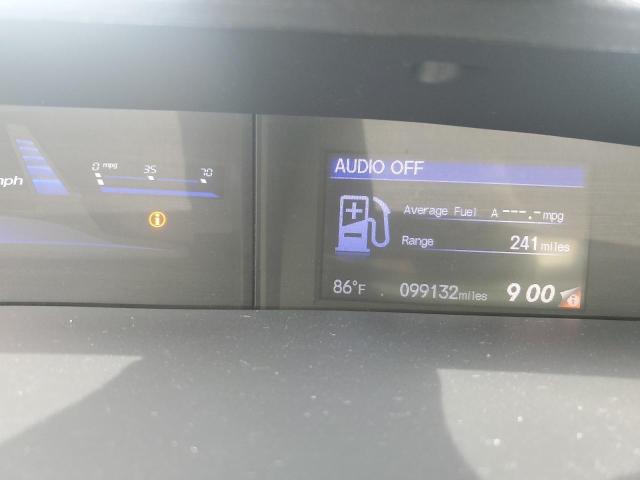 AUDIO OFF
0 mpg 35 70
mph
Average Fuel A ---.- mpg
Range 241 miles
86°F 099132 miles 9:00